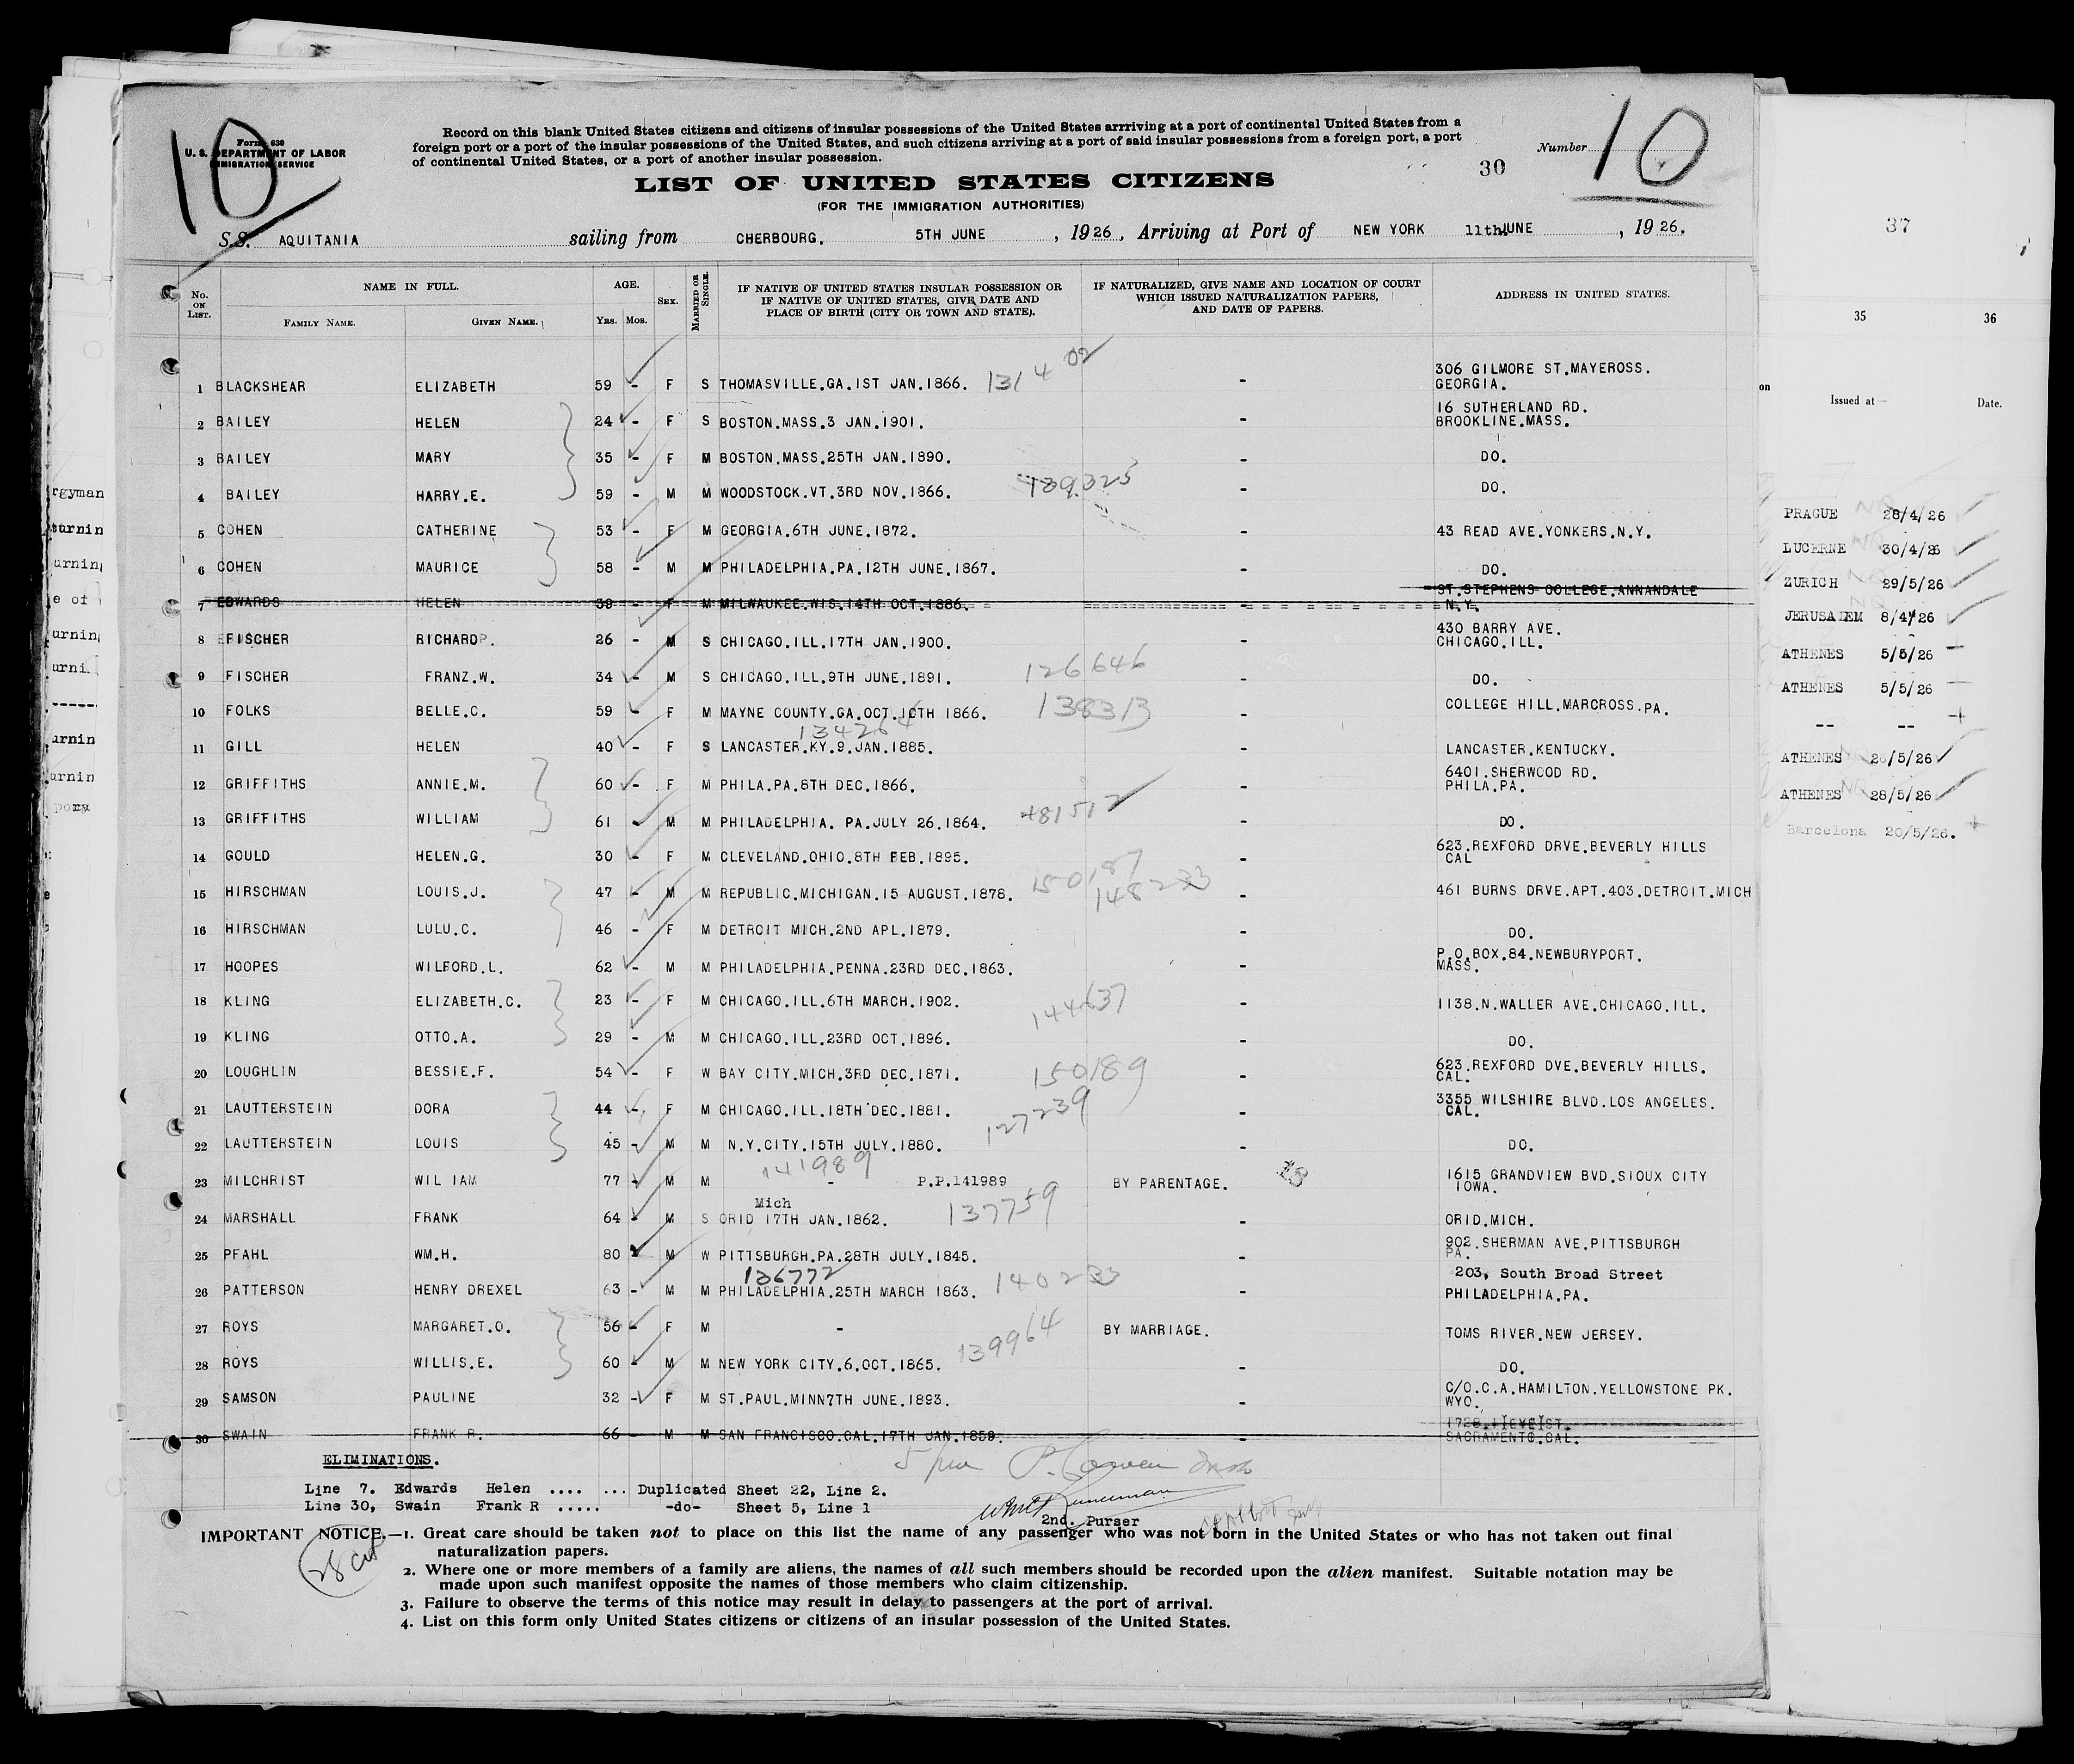 Form 630
U. S. DEPARTMENT OF LABOR
IMMIGRATION SERVICE
10
Record on this blank United States citizens and citizens of insular possessions of the United States arrriving at a port of continental United States from a
foreign port or a port of the insular possessions of the United States, and such citizens arriving at a port of said insular possessions from a foreign port, a port
of continental United States, or a port of another insular possession.
Number 10
30
LIST OF UNITED STATES CITIZENS
(FOR THE IMMIGRATION AUTHORITIES)
S.S. AQUITANIA sailing from CHERBOURG. 5TH JUNE , 1926, Arriving at Port of NEW YORK 11th JUNE , 1926.
No. ON LIST. NAME IN FULL. FAMILY NAME. GIVEN NAME. AGE. YRS. MOS. SEX. MARRIED OR SINGLE. IF NATIVE OF UNITED STATES INSULAR POSSESSION OR IF NATIVE OF UNITED STATES, GIVE DATE AND PLACE OF BIRTH (CITY OR TOWN AND STATE). IF NATURALIZED, GIVE NAME AND LOCATION OF COURT WHICH ISSUED NATURALIZATION PAPERS, AND DATE OF PAPERS. ADDRESS IN UNITED STATES.
1 BLACKSHEAR ELIZABETH 59 - F S THOMASVILLE.GA.1ST JAN.1866. 131402 - 306 GILMORE ST.MAYEROSS. GEORGIA.
2 BAILEY HELEN 24 - F S BOSTON.MASS.3 JAN.1901. - 16 SUTHERLAND RD. BROOKLINE.MASS.
3 BAILEY MARY 35 - F M BOSTON.MASS.25TH JAN.1890. - DO.
4 BAILEY HARRY.E. 59 - M M WOODSTOCK.VT.3RD NOV.1866. 139323 - DO.
5 COHEN CATHERINE 53 - F M GEORGIA.6TH JUNE.1872. - 43 READ AVE.YONKERS.N.Y.
6 COHEN MAURICE 58 - M M PHILADELPHIA.PA.12TH JUNE.1867. - DO.
7 EDWARDS HELEN 39 - F M MILWAUKEE.WIS.14TH OCT.1886. - ST.STEPHENS COLLEGE.ANNANDALE N.Y.
8 FISCHER RICHARDP. 26 - M S CHICAGO.ILL.17TH JAN.1900. - 430 BARRY AVE. CHICAGO.ILL.
9 FISCHER FRANZ.W. 34 - M S CHICAGO.ILL.9TH JUNE.1891. 126646 - DO.
10 FOLKS BELLE.C. 59 - F M MAYNE COUNTY.GA.OCT.10TH 1866. 138313 - COLLEGE HILL.MARCROSS.PA.
134264
11 GILL HELEN 40 - F S LANCASTER.KY.9.JAN.1885. - LANCASTER.KENTUCKY.
12 GRIFFITHS ANNIE.M. 60 - F M PHILA.PA.8TH DEC.1866. - 6401.SHERWOOD RD. PHILA.PA.
13 GRIFFITHS WILLIAM 61 - M M PHILADELPHIA. PA.JULY 26.1864. 481512 - DO.
14 GOULD HELEN.G. 30 - F M CLEVELAND.OHIO.8TH FEB.1895. 150187 - 623.REXFORD DRVE.BEVERLY HILLS CAL
15 HIRSCHMAN LOUIS.J. 47 - M M REPUBLIC.MICHIGAN.15 AUGUST.1878. 148233 - 461 BURNS DRVE.APT.403.DETROIT.MICH
16 HIRSCHMAN LULU.C. 46 - F M DETROIT MICH.2ND APL.1879. - DO.
17 HOOPES WILFORD.L. 62 - M M PHILADELPHIA.PENNA.23RD DEC.1863. - P.O.BOX.84.NEWBURYPORT. MASS.
18 KLING ELIZABETH.C. 23 - F M CHICAGO.ILL.6TH MARCH.1902. 144637 - 1138.N.WALLER AVE.CHICAGO.ILL.
19 KLING OTTO.A. 29 - M M CHICAGO.ILL.23RD OCT.1896. - DO.
20 LOUGHLIN BESSIE.F. 54 - F W BAY CITY.MICH.3RD DEC.1871. 150189 - 623.REXFORD DVE.BEVERLY HILLS. CAL.
21 LAUTTERSTEIN DORA 44 - F M CHICAGO.ILL.18TH DEC.1881. 127239 - 3355 WILSHIRE BLVD.LOS ANGELES. CAL.
22 LAUTTERSTEIN LOUIS 45 - M M N.Y.CITY.15TH JULY.1880. - DO.
141989
23 MILCHRIST WIL IAM 77 - M M - P.P.141989 BY PARENTAGE. 1615 GRANDVIEW BVD.SIOUX CITY IOWA.
Mich
24 MARSHALL FRANK 64 - M S ORID 17TH JAN.1862. 137759 - ORID.MICH.
25 PFAHL WM.H. 80 - M W PITTSBURGH.PA.28TH JULY.1845. - 902.SHERMAN AVE.PITTSBURGH PA.
136772
26 PATTERSON HENRY DREXEL 63 - M M PHILADELPHIA.25TH MARCH 1863. 140233 - 203, South Broad Street PHILADELPHIA.PA.
27 ROYS MARGARET.O. 56 - F M - BY MARRIAGE. TOMS RIVER.NEW JERSEY.
28 ROYS WILLIS.E. 60 - M M NEW YORK CITY.6.OCT.1865. 139964 - DO.
29 SAMSON PAULINE 32 - F M ST.PAUL.MINN7TH JUNE.1893. - C/O.C.A.HAMILTON.YELLOWSTONE PK. WYO.
30 SWAIN FRANK R. 66 - M M SAN FRANCISCO.CAL.17TH JAN.1859. - SACRAMENTO.CAL.
ELIMINATIONS.
Line 7. Edwards Helen .... ... Duplicated Sheet 22, Line 2.
Line 30, Swain Frank R ..... -do- Sheet 5, Line 1
2nd. Purser
28 cit
IMPORTANT NOTICE.—1. Great care should be taken not to place on this list the name of any passenger who was not born in the United States or who has not taken out final
naturalization papers.
2. Where one or more members of a family are aliens, the names of all such members should be recorded upon the alien manifest. Suitable notation may be
made upon such manifest opposite the names of those members who claim citizenship.
3. Failure to observe the terms of this notice may result in delay to passengers at the port of arrival.
4. List on this form only United States citizens or citizens of an insular possession of the United States.
37
35 36
Issued at— Date.
PRAGUE 28/4/26
LUCERNE 30/4/26
ZURICH 29/5/26
JERUSALEM 8/4/26
ATHENES 5/5/26
ATHENES 5/5/26
-- --
ATHENES 26/5/26
ATHENES 28/5/26
Barcelona 20/5/26.